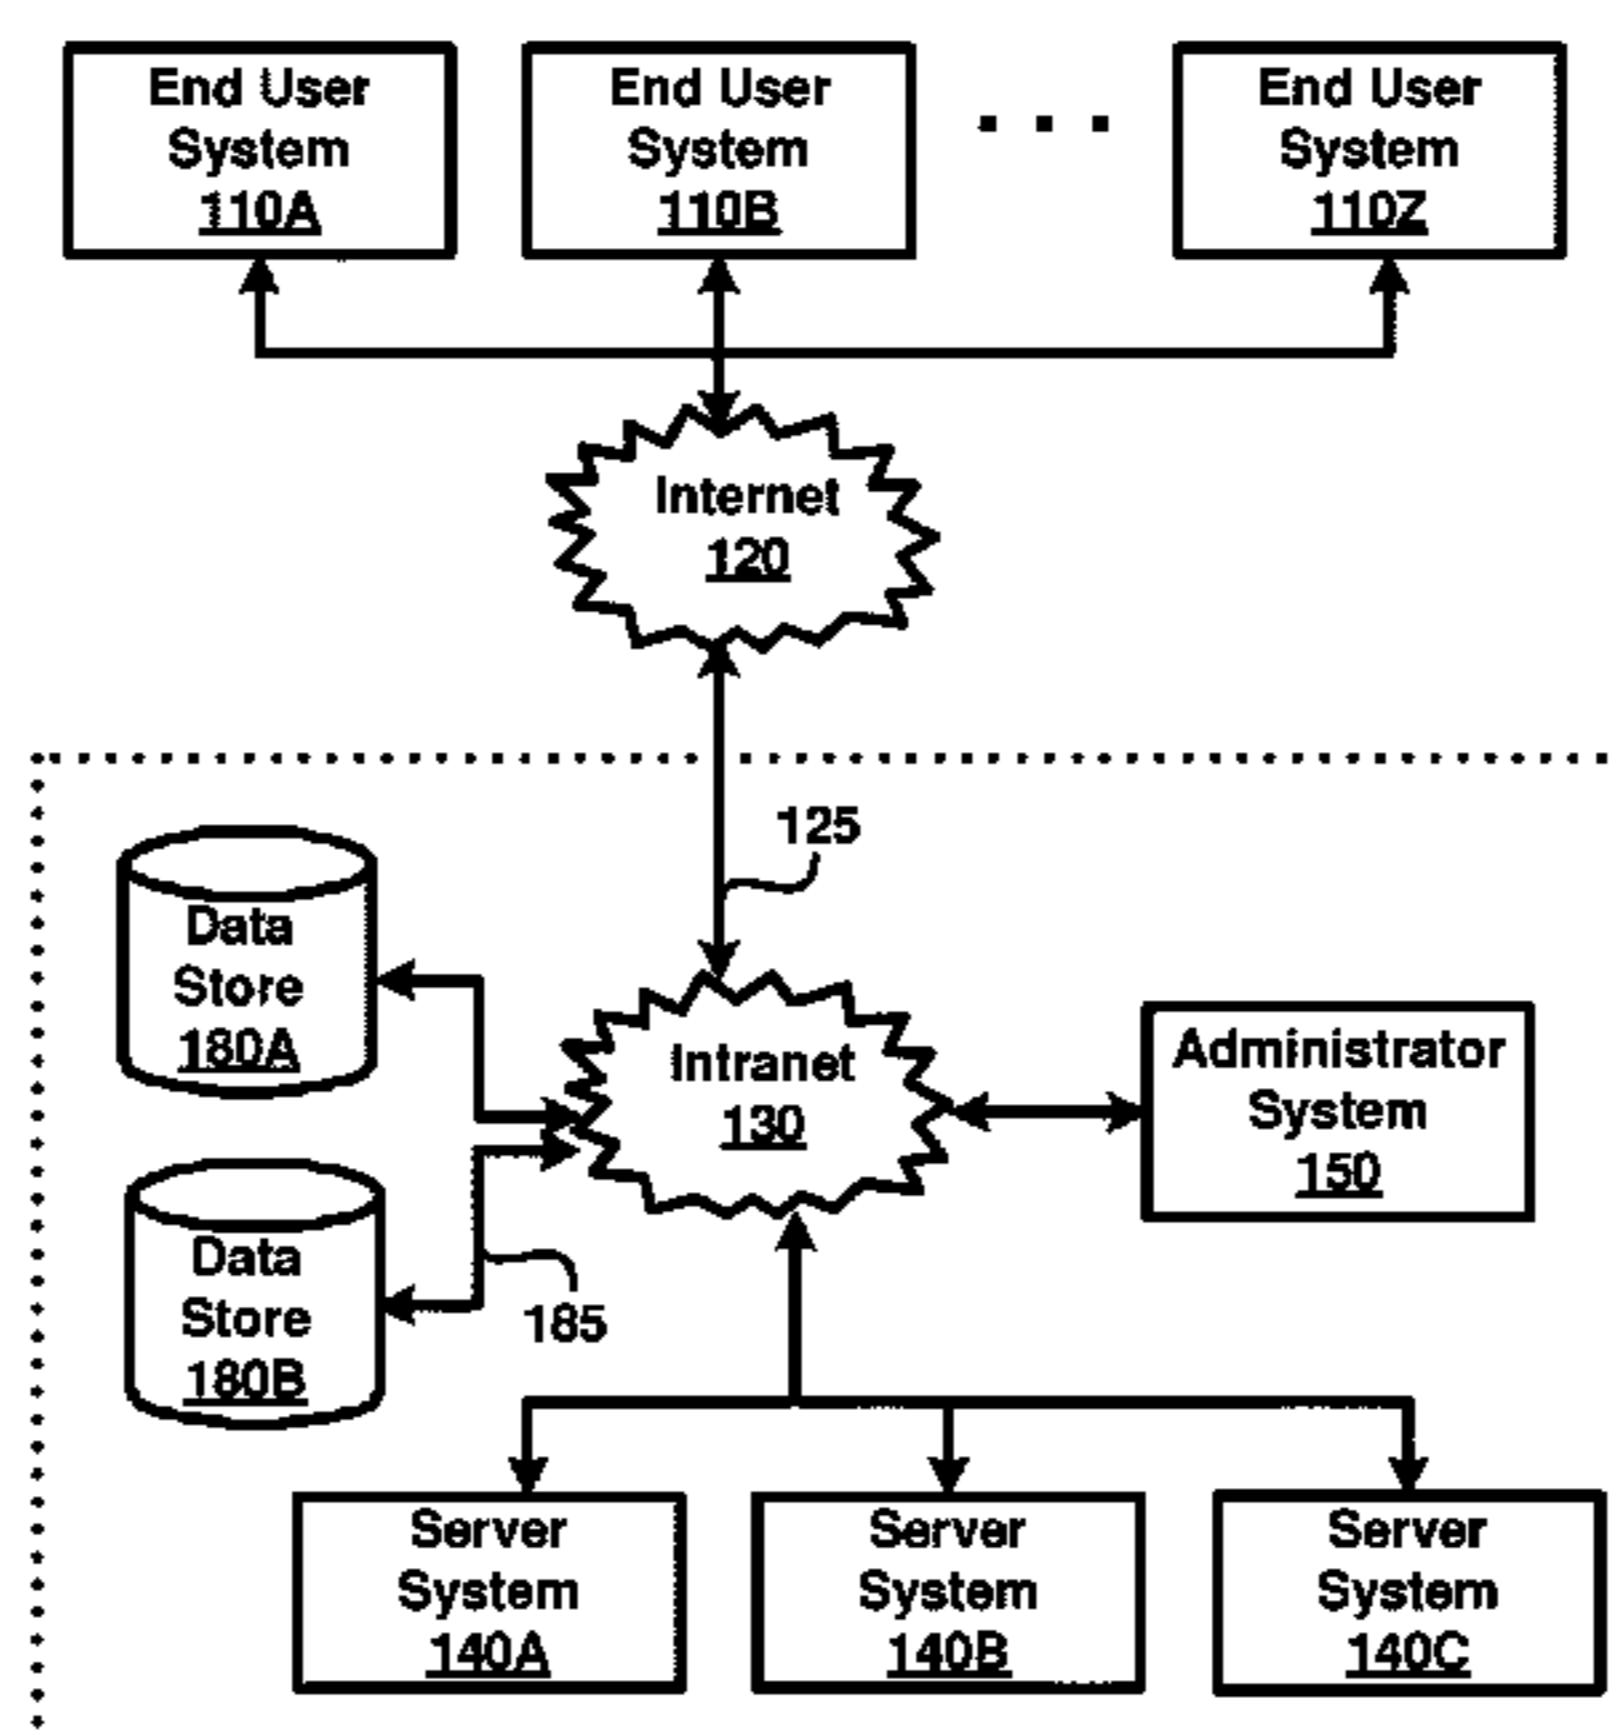 End User
System
110A
End User
System
110B
. . .
End User
System
110Z
Internet
120
125
Data
Store
180A
Intranet
130
Administrator
System
150
Data
Store
180B
185
Server
System
140A
Server
System
140B
Server
System
140C